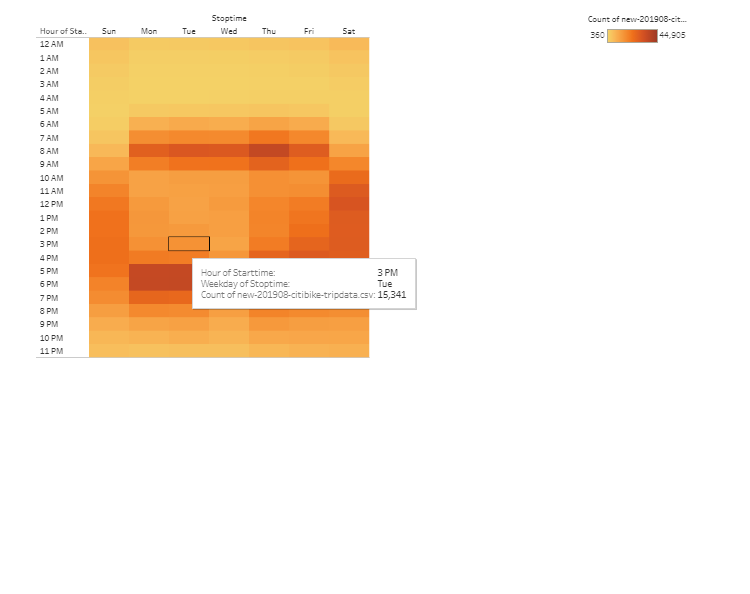 Stoptime
Count of new-201908-cit...
Hour of Sta.. Sun Mon Tue Wed Thu Fri Sat
360 44,905
12 AM
1 AM
2 AM
3 AM
4 AM
5 AM
6 AM
7 AM
8 AM
9 AM
10 AM
11 AM
12 PM
1 PM
2 PM
3 PM
4 PM
5 PM
6 PM
7 PM
8 PM
9 PM
10 PM
11 PM
Hour of Starttime: 3 PM
Weekday of Stoptime: Tue
Count of new-201908-citibike-tripdata.csv: 15,341